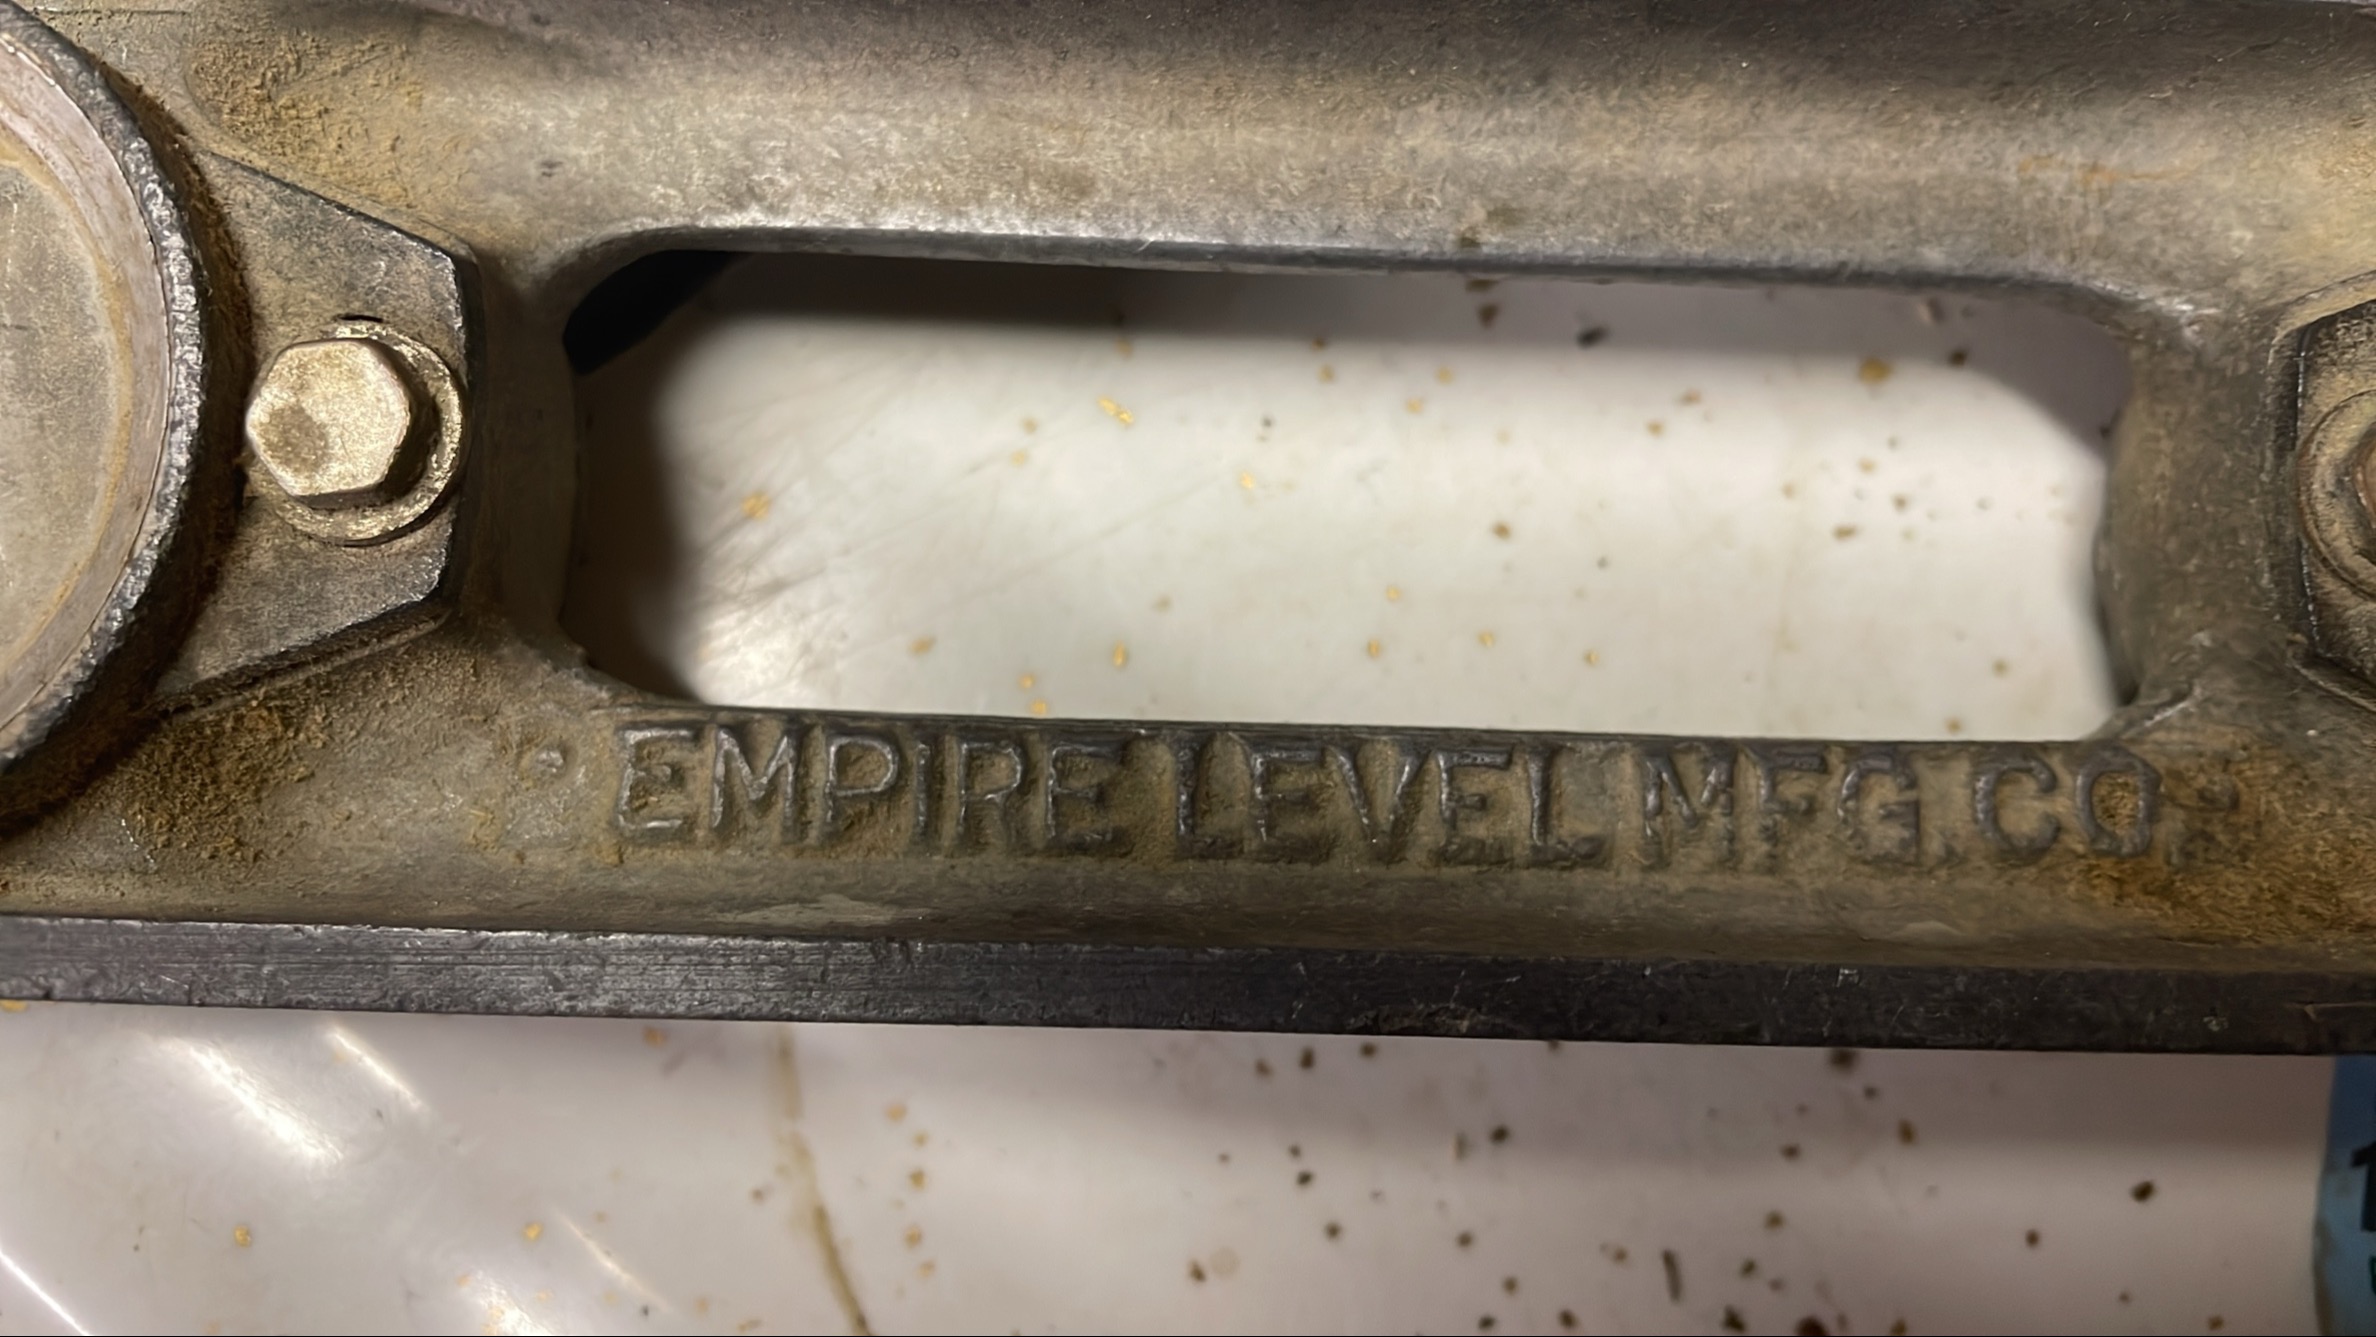 EMPIRE LEVEL MFG. CO.